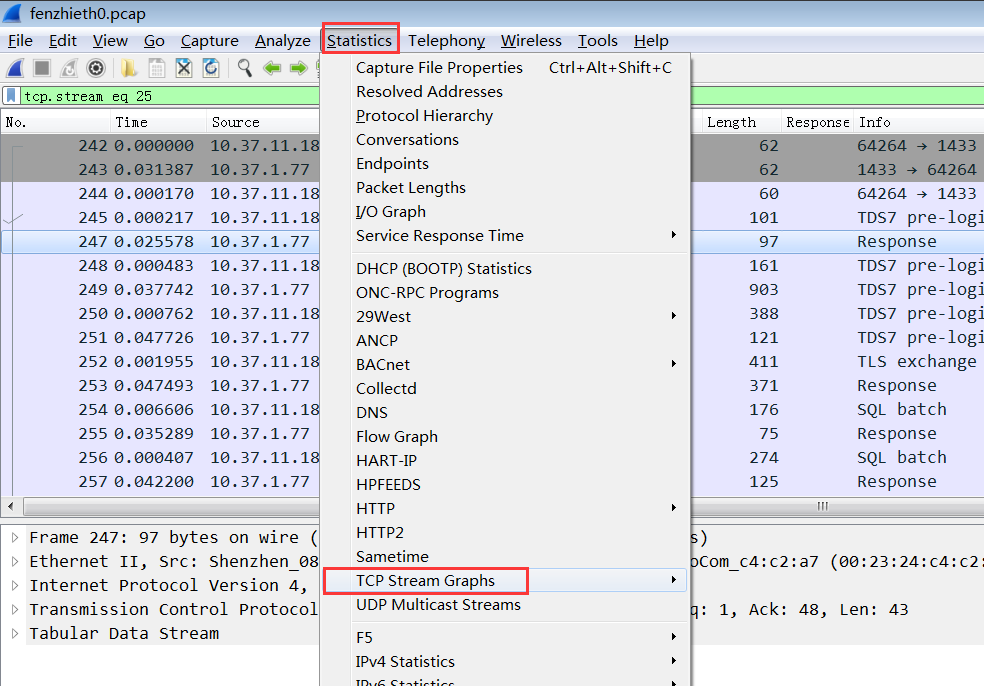 fenzhieth0.pcap
File Edit View Go Capture Analyze Statistics Telephony Wireless Tools Help
tcp.stream eq 25
No. Time Source Length Response Info
242 0.000000 10.37.11.18 62 64264 → 1433
243 0.031387 10.37.1.77 62 1433 → 64264
244 0.000170 10.37.11.18 60 64264 → 1433
245 0.000217 10.37.11.18 101 TDS7 pre-logi
247 0.025578 10.37.1.77 97 Response
248 0.000483 10.37.11.18 161 TDS7 pre-logi
249 0.037742 10.37.1.77 903 TDS7 pre-logi
250 0.000762 10.37.11.18 388 TDS7 pre-logi
251 0.047726 10.37.1.77 121 TDS7 pre-logi
252 0.001955 10.37.11.18 411 TLS exchange
253 0.047493 10.37.1.77 371 Response
254 0.006606 10.37.11.18 176 SQL batch
255 0.035289 10.37.1.77 75 Response
256 0.000407 10.37.11.18 274 SQL batch
257 0.042200 10.37.1.77 125 Response
Capture File Properties Ctrl+Alt+Shift+C
Resolved Addresses
Protocol Hierarchy
Conversations
Endpoints
Packet Lengths
I/O Graph
Service Response Time
DHCP (BOOTP) Statistics
ONC-RPC Programs
29West
ANCP
BACnet
Collectd
DNS
Flow Graph
HART-IP
HPFEEDS
HTTP
HTTP2
Sametime
TCP Stream Graphs
UDP Multicast Streams
F5
IPv4 Statistics
IPv6 Statistics
Frame 247: 97 bytes on wire ( s)
Ethernet II, Src: Shenzhen_08 oCom_c4:c2:a7 (00:23:24:c4:c2:
Internet Protocol Version 4,
Transmission Control Protocol q: 1, Ack: 48, Len: 43
Tabular Data Stream